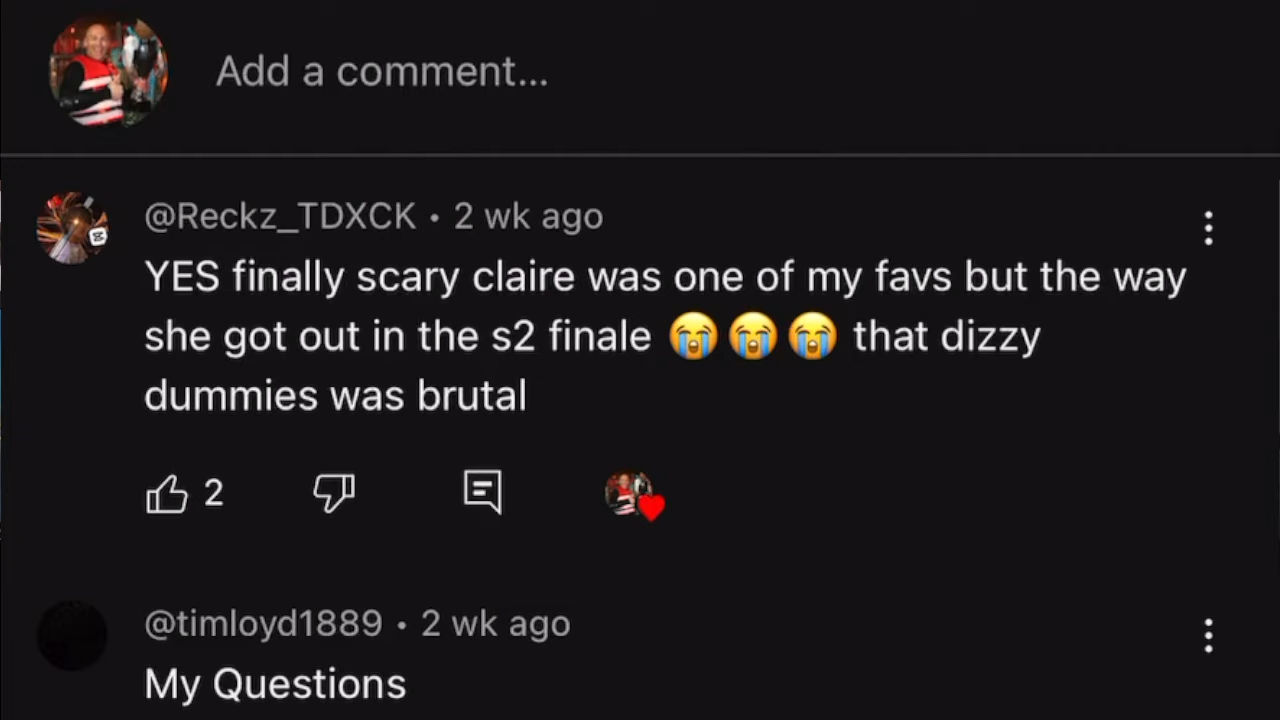 Add a comment...
@Reckz_TDXCK • 2 wk ago
YES finally scary claire was one of my favs but the way
she got out in the s2 finale 😭😭😭 that dizzy
dummies was brutal
2
@timloyd1889 • 2 wk ago
My Questions